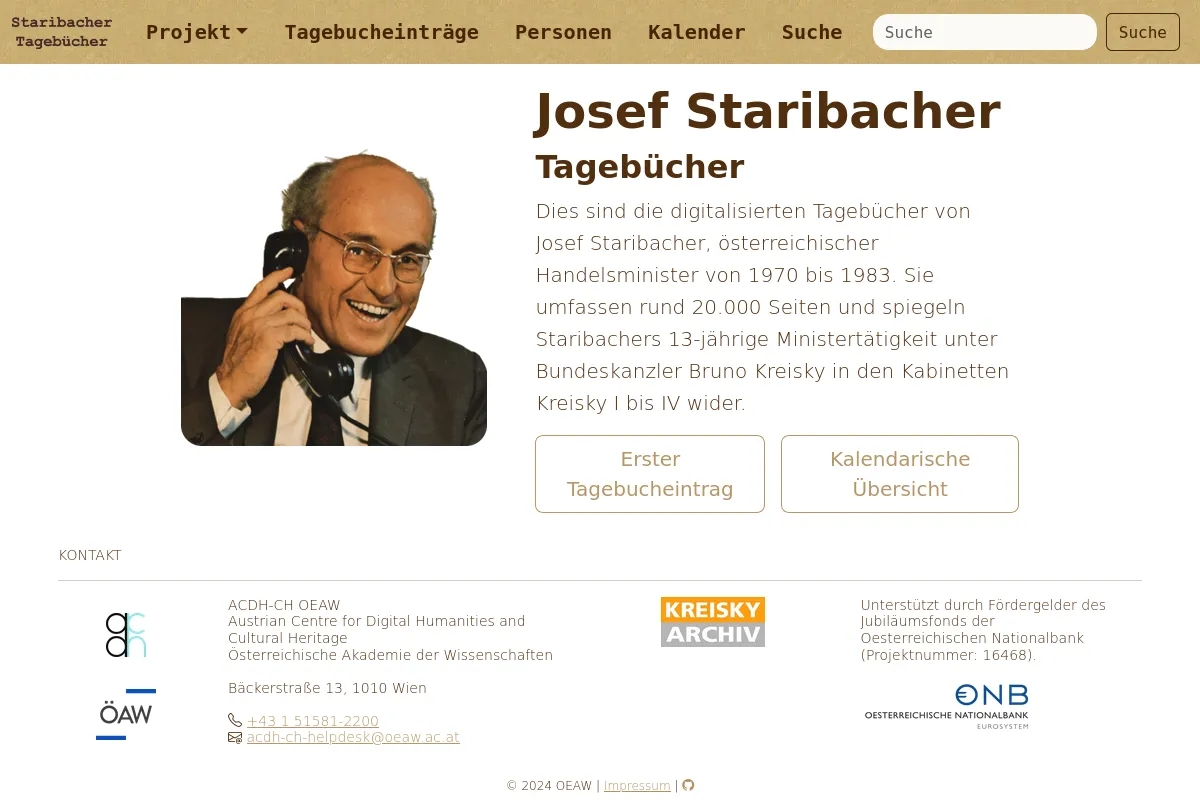 Staribacher
Tagebücher
Projekt
Tagebucheinträge
Personen
Kalender
Suche
Suche
Suche
Josef Staribacher
Tagebücher
Dies sind die digitalisierten Tagebücher von
Josef Staribacher, österreichischer
Handelsminister von 1970 bis 1983. Sie
umfassen rund 20.000 Seiten und spiegeln
Staribachers 13-jährige Ministertätigkeit unter
Bundeskanzler Bruno Kreisky in den Kabinetten
Kreisky I bis IV wider.
Erster
Tagebucheintrag
Kalendarische
Übersicht
KONTAKT
acdh
ÖAW
ACDH-CH OEAW
Austrian Centre for Digital Humanities and
Cultural Heritage
Österreichische Akademie der Wissenschaften
Bäckerstraße 13, 1010 Wien
+43 1 51581-2200
acdh-ch-helpdesk@oeaw.ac.at
KREISKY
ARCHIV
Unterstützt durch Fördergelder des
Jubiläumsfonds der
Oesterreichischen Nationalbank
(Projektnummer: 16468).
ONB
OESTERREICHISCHE NATIONALBANK
EUROSYSTEM
© 2024 OEAW | Impressum |